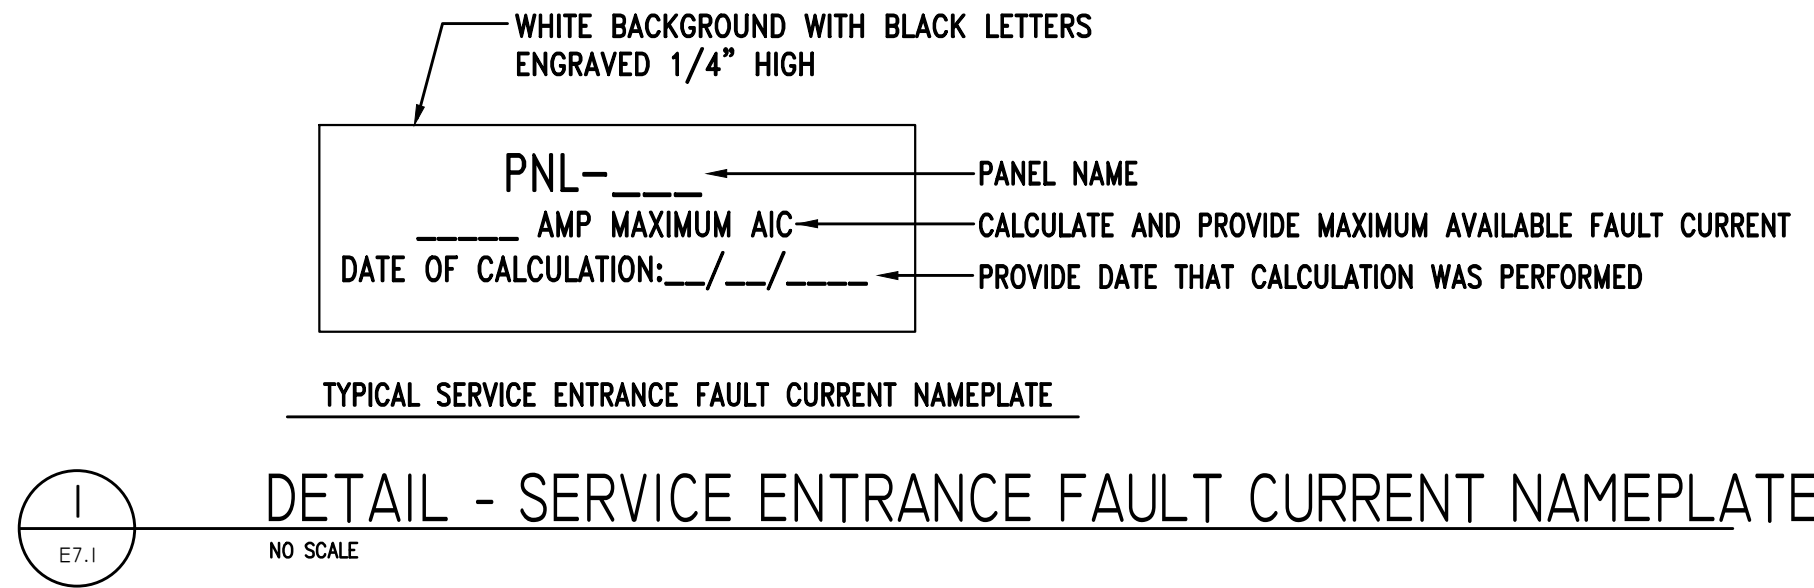 WHITE BACKGROUND WITH BLACK LETTERS
ENGRAVED 1/4" HIGH
PNL-___
PANEL NAME
_____ AMP MAXIMUM AIC
CALCULATE AND PROVIDE MAXIMUM AVAILABLE FAULT CURRENT
DATE OF CALCULATION:__/__/____
PROVIDE DATE THAT CALCULATION WAS PERFORMED
TYPICAL SERVICE ENTRANCE FAULT CURRENT NAMEPLATE
1
DETAIL - SERVICE ENTRANCE FAULT CURRENT NAMEPLATE
E7.1
NO SCALE